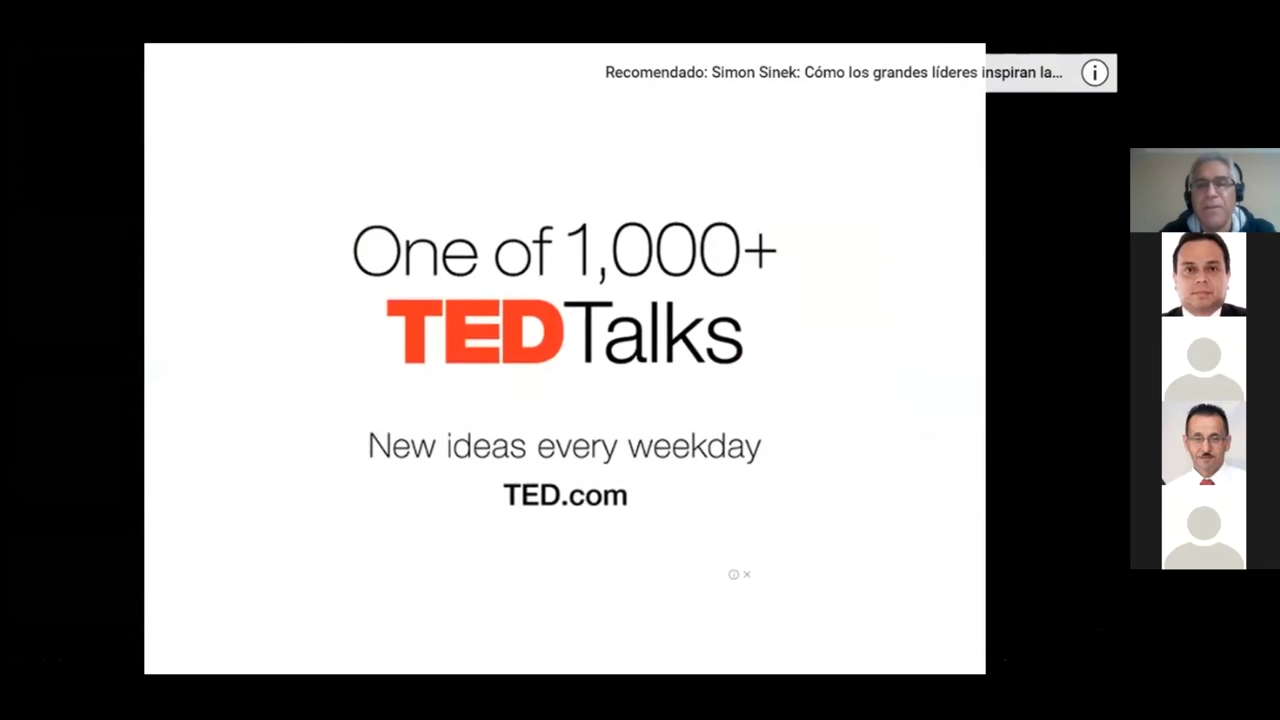 Recomendado: Simon Sinek: Cómo los grandes líderes inspiran la...
One of 1,000+
TEDTalks
New ideas every weekday
TED.com